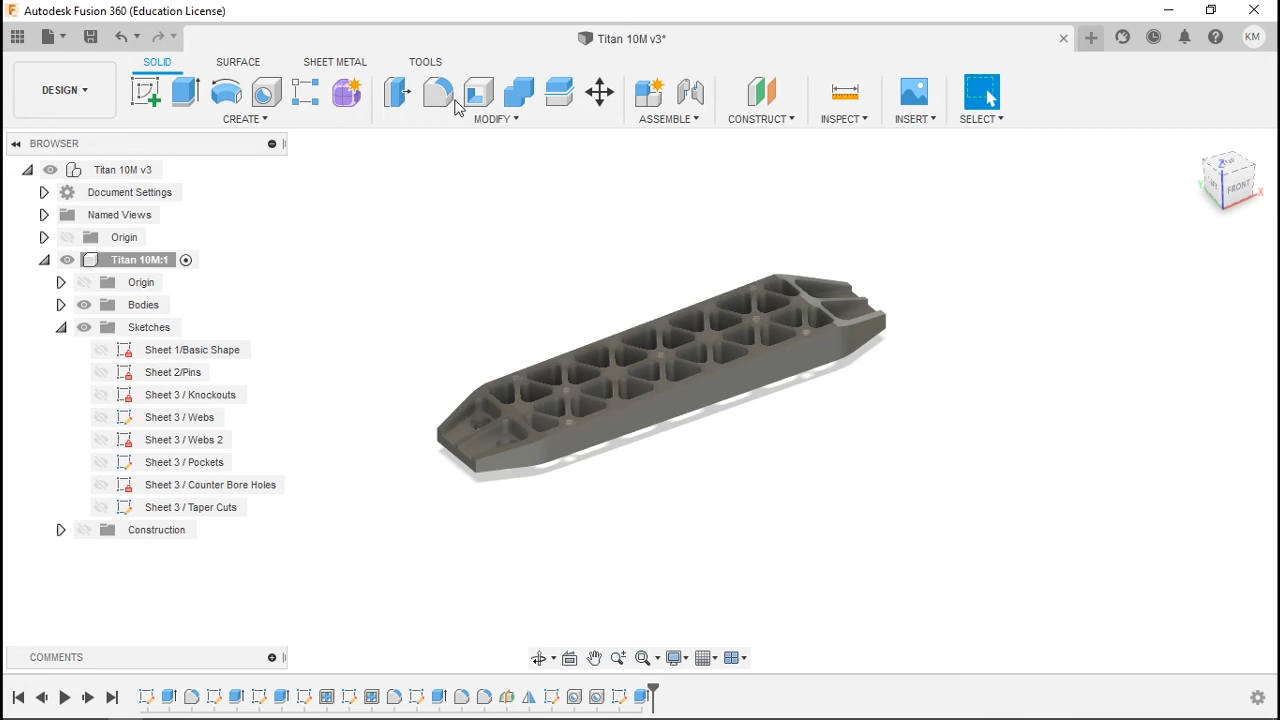 Autodesk Fusion 360 (Education License)
Titan 10M v3*
KM
SOLID SURFACE SHEET METAL TOOLS
DESIGN
CREATE MODIFY ASSEMBLE CONSTRUCT INSPECT INSERT SELECT
BROWSER
Titan 10M v3
Document Settings
Named Views
Origin
Titan 10M:1
Origin
Bodies
Sketches
Sheet 1/Basic Shape
Sheet 2/Pins
Sheet 3 / Knockouts
Sheet 3 / Webs
Sheet 3 / Webs 2
Sheet 3 / Pockets
Sheet 3 / Counter Bore Holes
Sheet 3 / Taper Cuts
Construction
Z
FRONT
X
COMMENTS